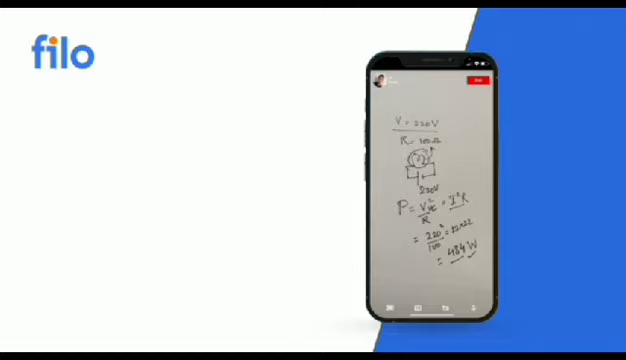 filo
V = 220V
R = 100Ω
220V
P = V²/R = I²R
= 220²/100 = 22×22
= 484 W